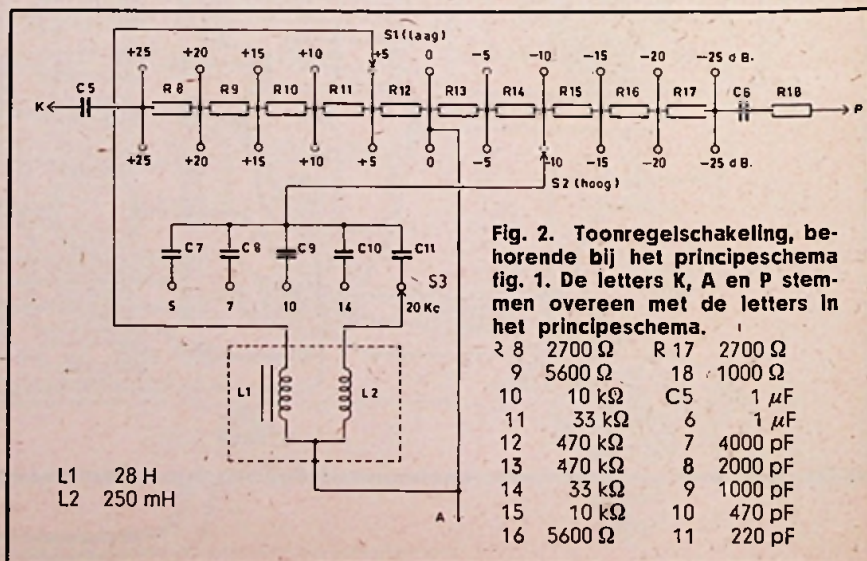 S1 (laag)
+25 +20 +15 +10 +5 0 -5 -10 -15 -20 -25 dB.
K C5 R8 R9 R10 R11 R12 R13 R14 R15 R16 R17 C6 R18 P
+25 +20 +15 +10 +5 0 -5 -10 -15 -20 -25 dB.
S2 (hoog)
C7 C8 C9 C10 C11
S3
5 7 10 14 20 Kc
L1 L2
A
L1 28 H
L2 250 mH
Fig. 2. Toonregelschakeling, be-
horende bij het principeschema
fig. 1. De letters K, A en P stem-
men overeen met de letters in
het principeschema.
R 8 2700 Ω R 17 2700 Ω
9 5600 Ω 18 1000 Ω
10 10 kΩ C5 1 μF
11 33 kΩ 6 1 μF
12 470 kΩ 7 4000 pF
13 470 kΩ 8 2000 pF
14 33 kΩ 9 1000 pF
15 10 kΩ 10 470 pF
16 5600 Ω 11 220 pF